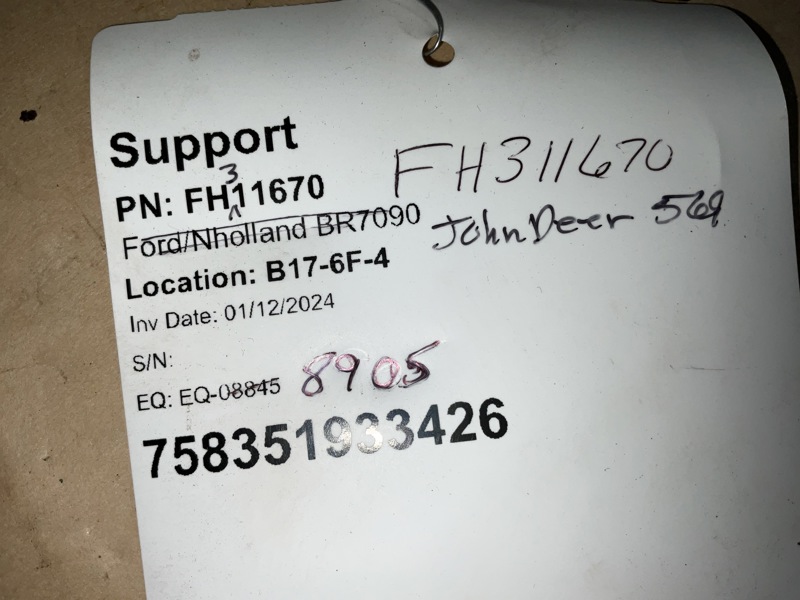 Support
PN: FH311670 FH311670
Ford/Nholland BR7090 John Deer 569
Location: B17-6F-4
Inv Date: 01/12/2024
S/N:
EQ: EQ-08845 8905
758351933426